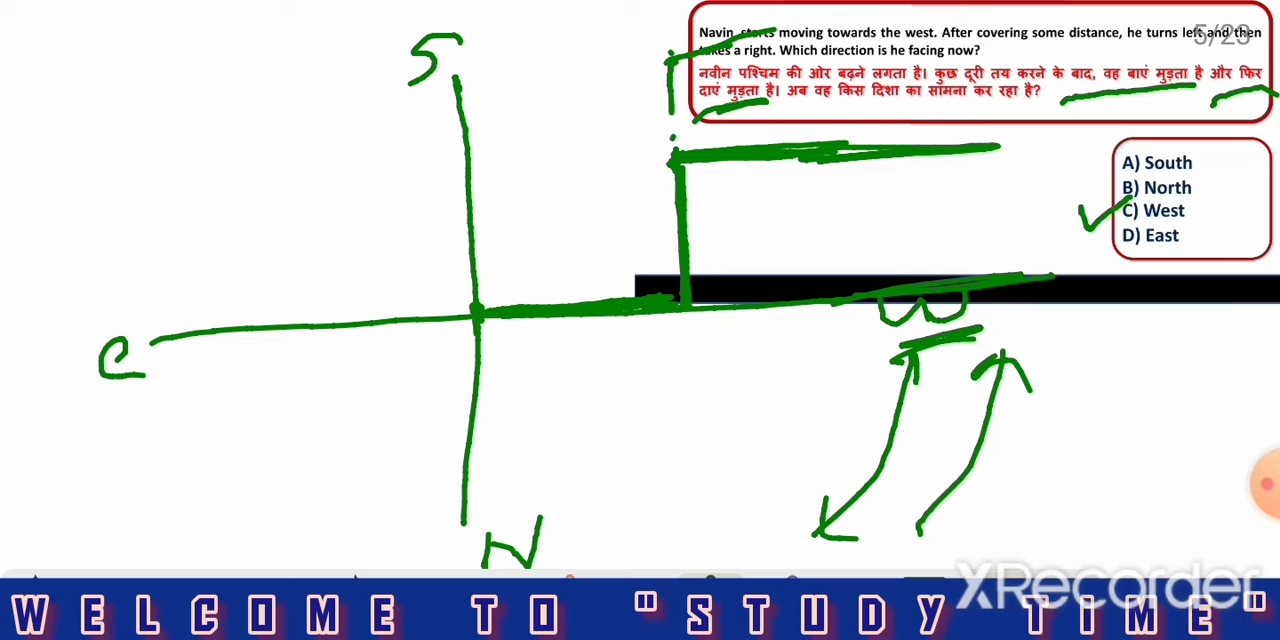 5/23
Navin starts moving towards the west. After covering some distance, he turns left and then
takes a right. Which direction is he facing now?
नवीन पश्चिम की ओर बढ़ने लगता है। कुछ दूरी तय करने के बाद, वह बाएं मुड़ता है और फिर
दाएं मुड़ता है। अब वह किस दिशा का सामना कर रहा है?
A) South
B) North
C) West
D) East
S
e
W
N
XRecorder
WELCOME TO "STUDY TIME"